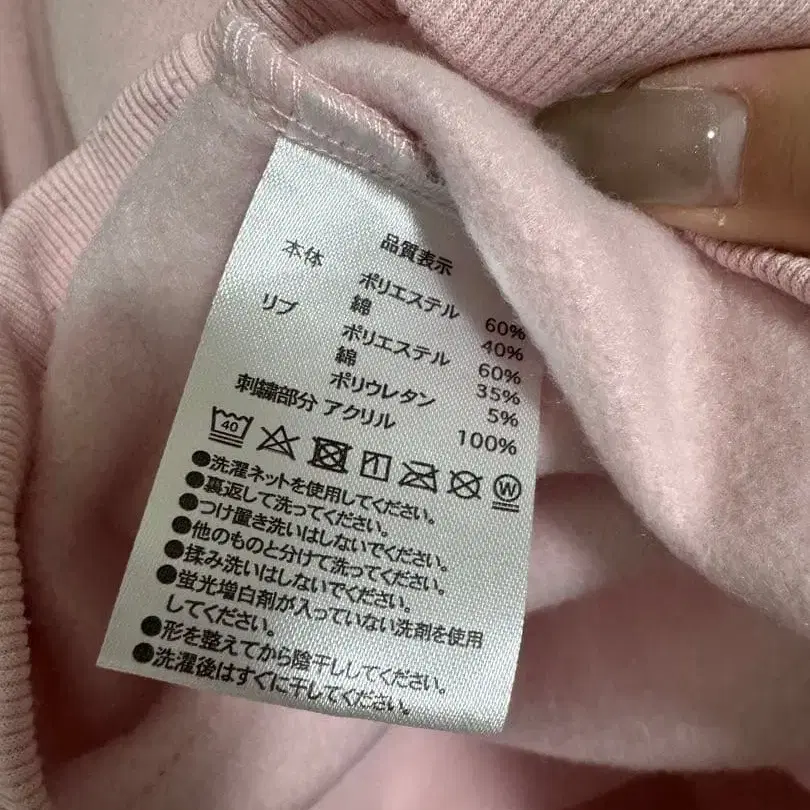 品質表示
本体 ポリエステル 60%
綿 40%
リブ ポリエステル 60%
綿 35%
ポリウレタン 5%
刺繍部分 アクリル 100%
40 W
●洗濯ネットを使用してください。
●裏返して洗ってください。
●つけ置き洗いはしないでください。
●他のものと分けて洗ってください。
●揉み洗いはしないでください。
●蛍光増白剤が入っていない洗剤を使用
してください。
●形を整えてから陰干ししてください。
●洗濯後はすぐに干してください。